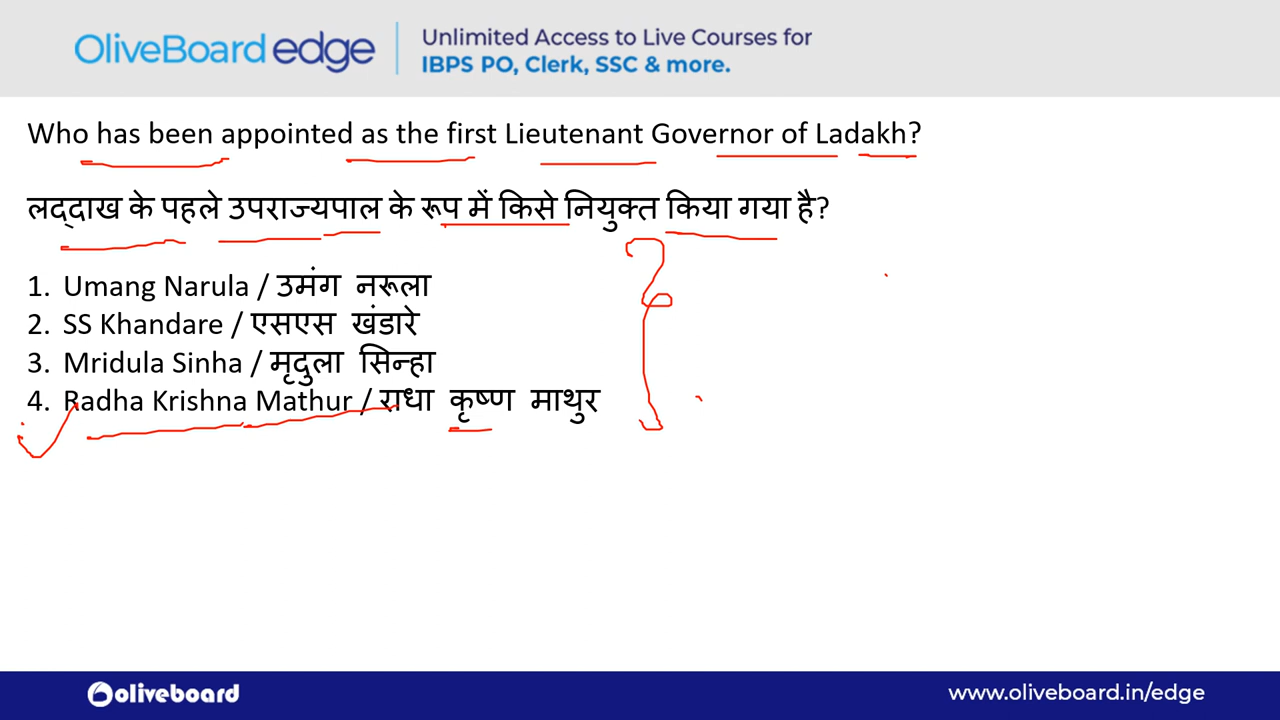 OliveBoard edge
Unlimited Access to Live Courses for
IBPS PO, Clerk, SSC & more.
Who has been appointed as the first Lieutenant Governor of Ladakh?
लद्दाख के पहले उपराज्यपाल के रूप में किसे नियुक्त किया गया है?
1. Umang Narula / उमंग नरूला
2. SS Khandare / एसएस खंडारे
3. Mridula Sinha / मृदुला सिन्हा
4. Radha Krishna Mathur / राधा कृष्ण माथुर
oliveboard
www.oliveboard.in/edge